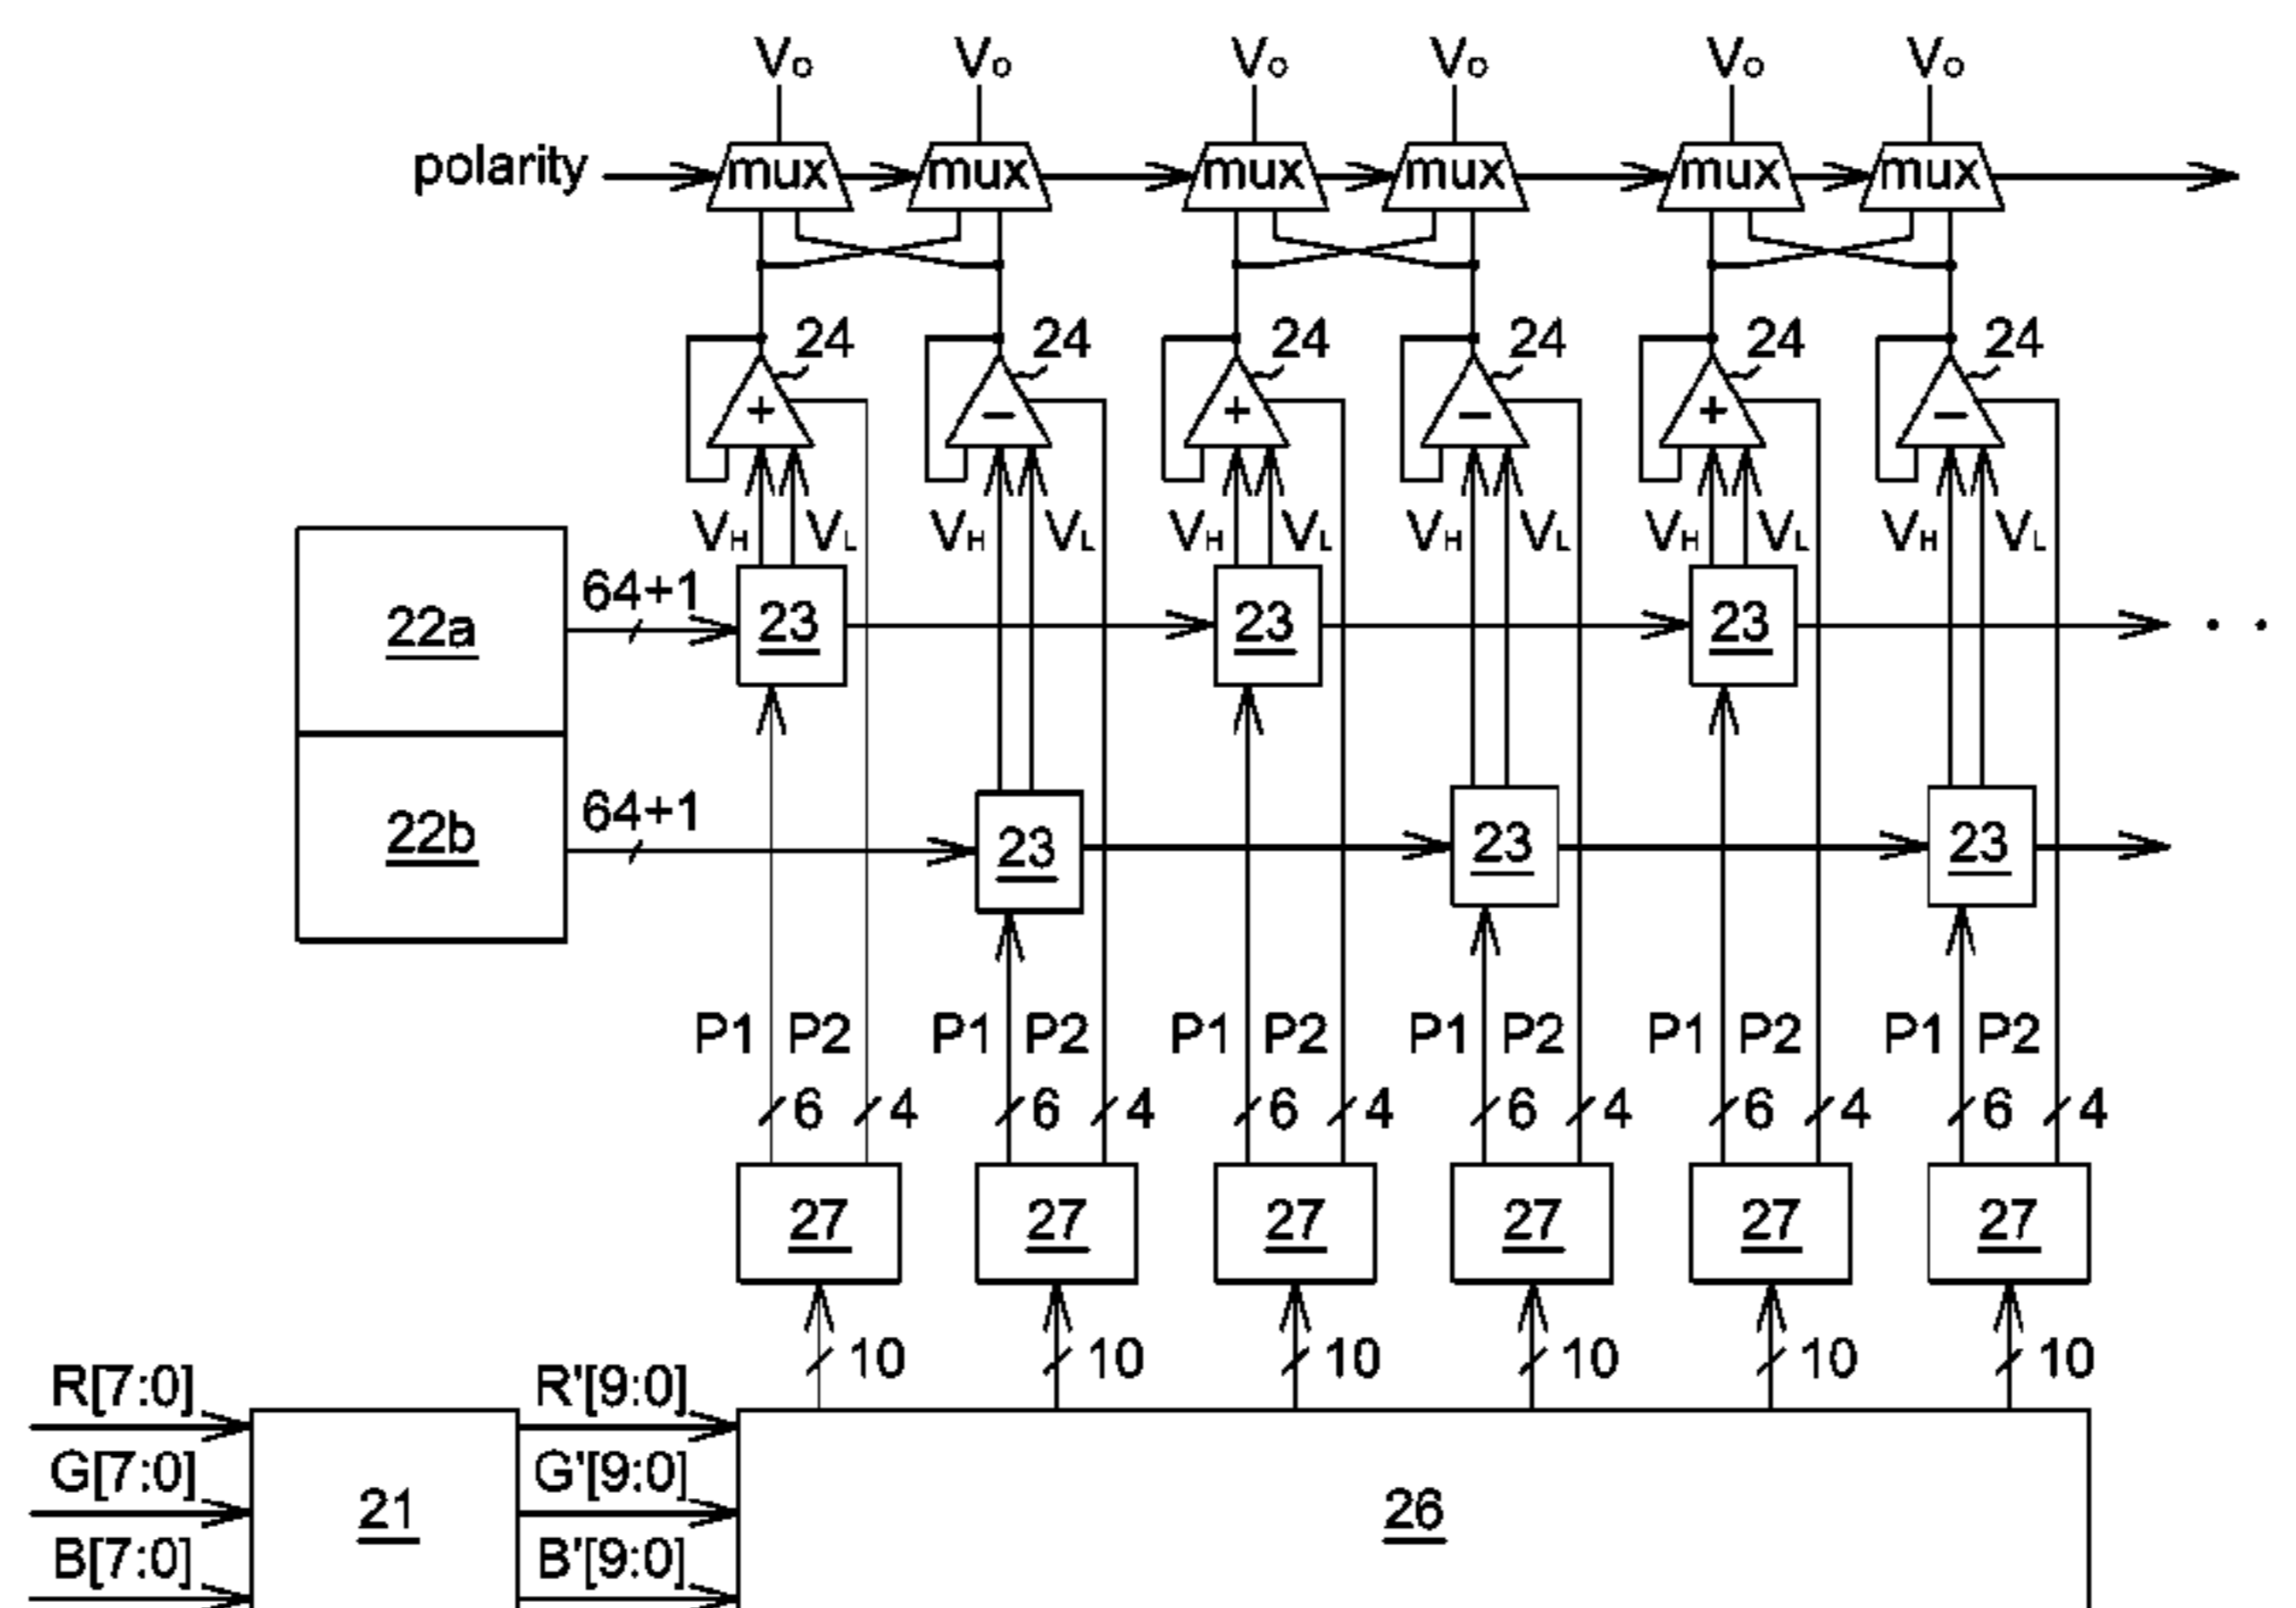 Vo Vo Vo Vo Vo Vo
polarity mux mux mux mux mux mux
24 24 24 24 24 24
+ − + − + −
VH VL VH VL VH VL VH VL VH VL VH VL
22a 64+1 23 23 23 . .
22b 64+1 23 23 23
P1 P2 P1 P2 P1 P2 P1 P2 P1 P2 P1 P2
6 4 6 4 6 4 6 4 6 4 6 4
27 27 27 27 27 27
10 10 10 10 10 10
R[7:0] R'[9:0]
G[7:0] G'[9:0]
21 26
B[7:0] B'[9:0]